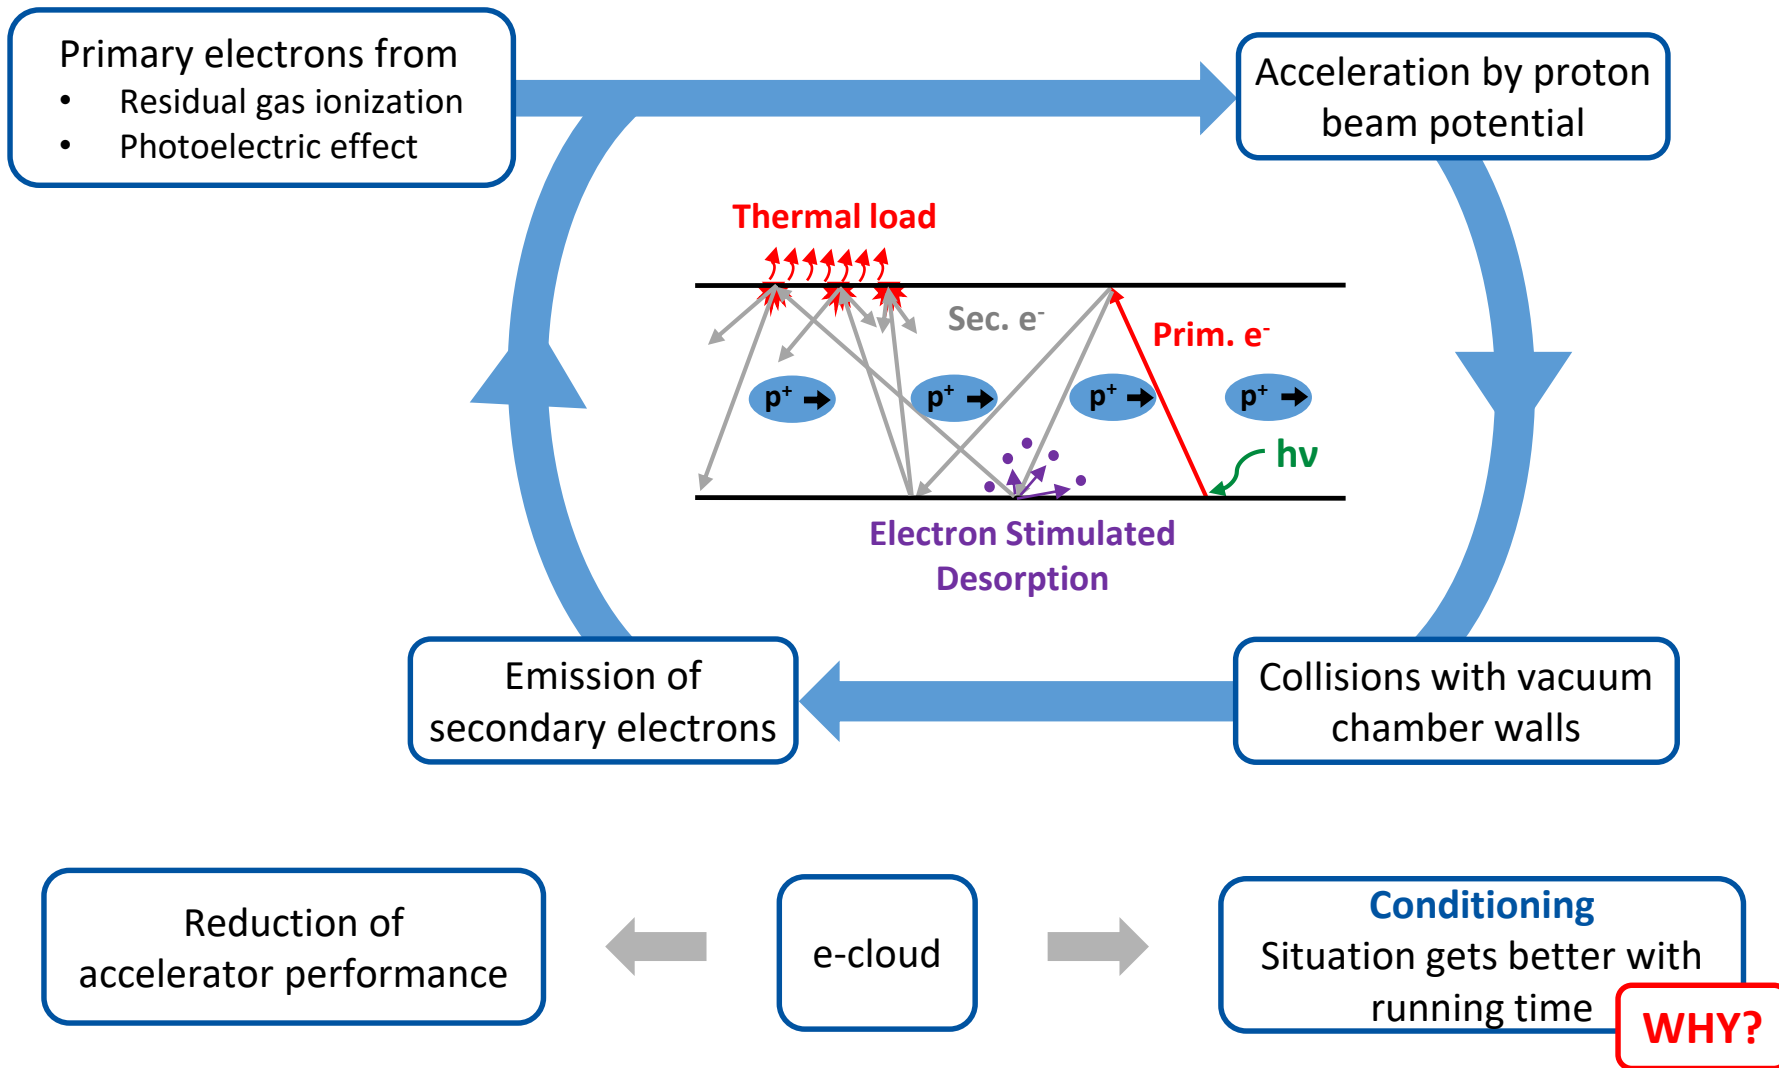 Primary electrons from
• Residual gas ionization
• Photoelectric effect
Acceleration by proton
beam potential
Thermal load
Sec. e⁻
Prim. e⁻
p⁺
p⁺
p⁺
p⁺
hν
Electron Stimulated
Desorption
Emission of
secondary electrons
Collisions with vacuum
chamber walls
Reduction of
accelerator performance
e-cloud
Conditioning
Situation gets better with
running time
WHY?